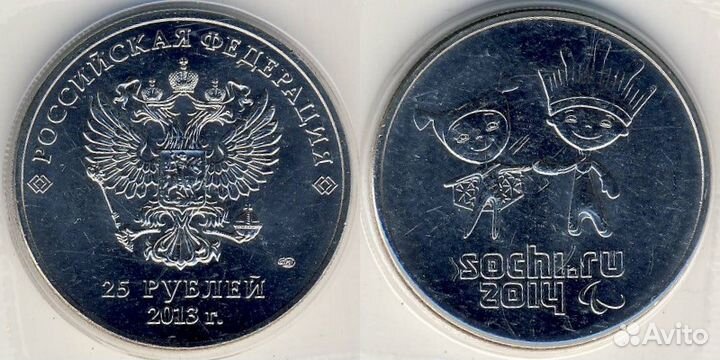 РОССИЙСКАЯ ФЕДЕРАЦИЯ
25 РУБЛЕЙ
2013 г.
sochi.ru
2014
Avito